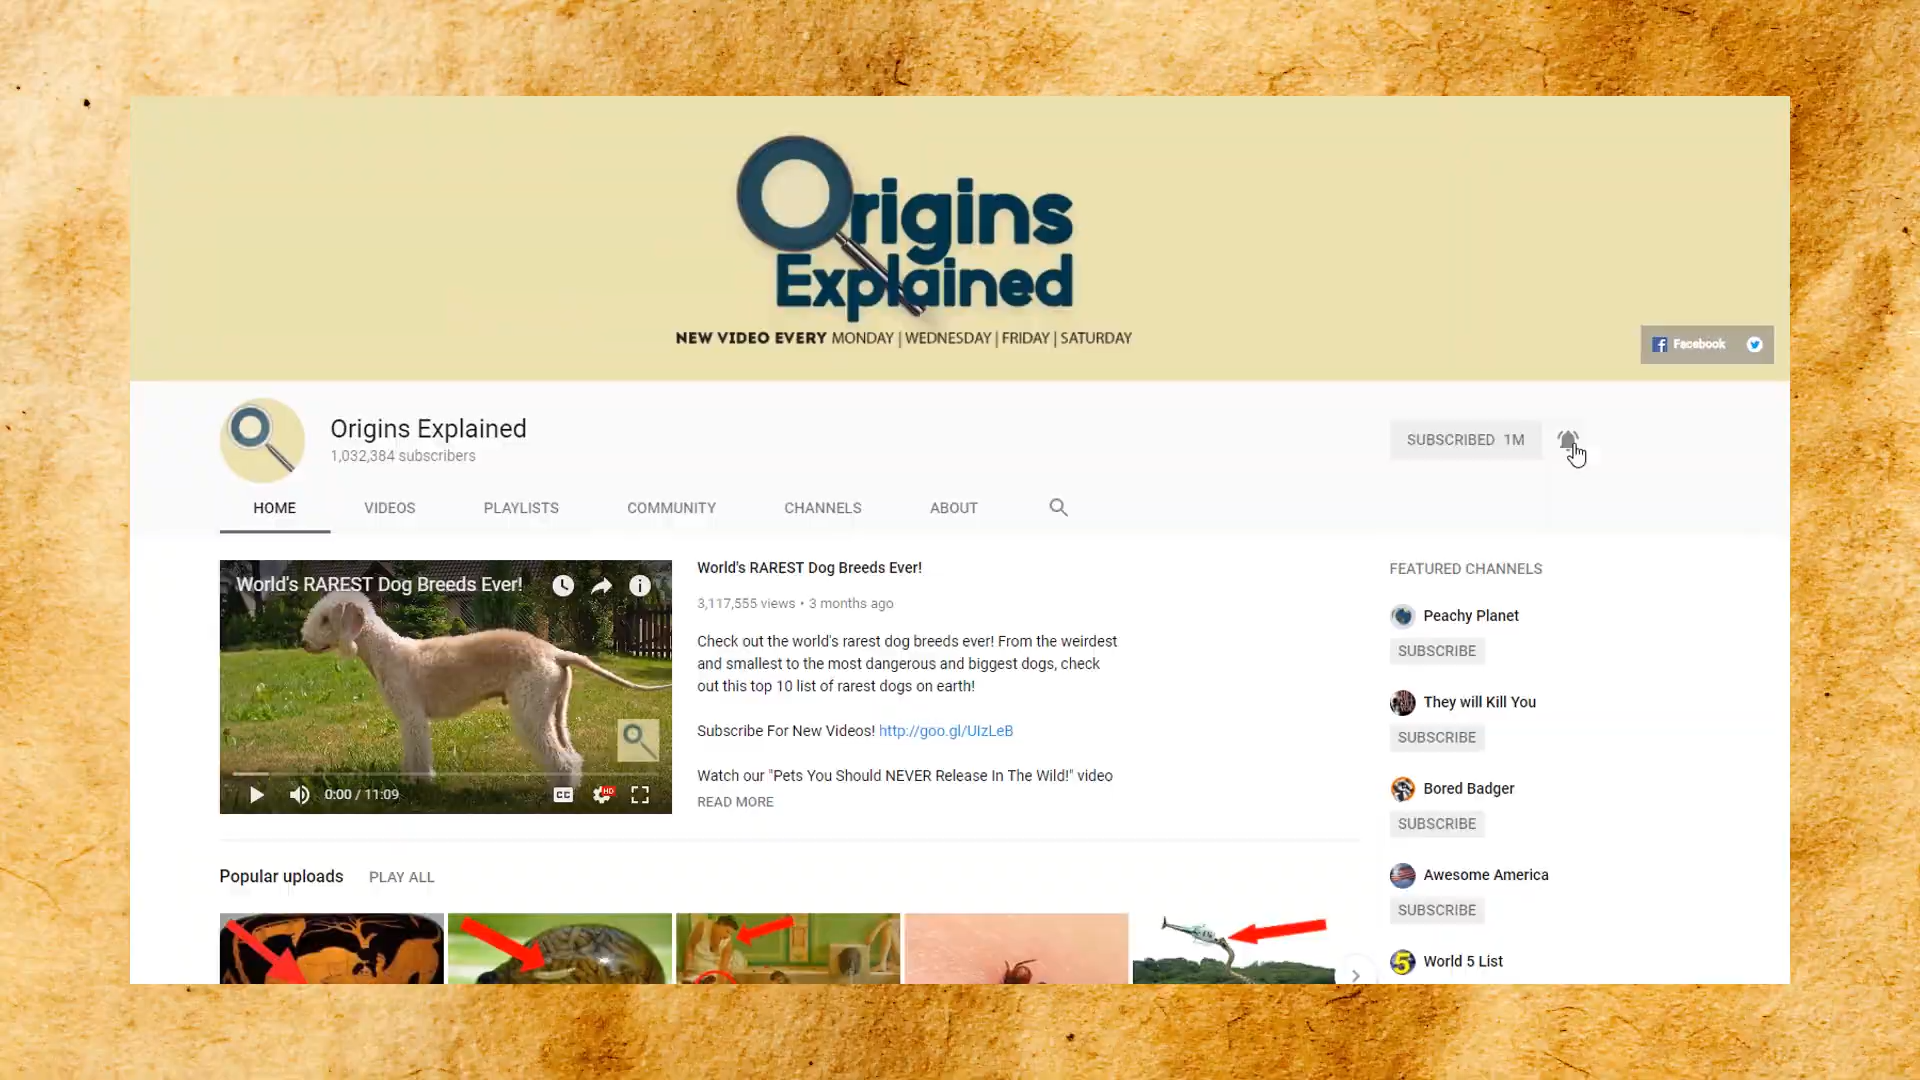 Origins
Explained
NEW VIDEO EVERY MONDAY | WEDNESDAY | FRIDAY | SATURDAY
Facebook
Origins Explained
1,032,384 subscribers
SUBSCRIBED 1M
HOME VIDEOS PLAYLISTS COMMUNITY CHANNELS ABOUT
World's RAREST Dog Breeds Ever!
0:00 / 11:09
CC
HD
World's RAREST Dog Breeds Ever!
3,117,555 views • 3 months ago
Check out the world's rarest dog breeds ever! From the weirdest
and smallest to the most dangerous and biggest dogs, check
out this top 10 list of rarest dogs on earth!
Subscribe For New Videos! http://goo.gl/UIzLeB
Watch our "Pets You Should NEVER Release In The Wild!" video
READ MORE
FEATURED CHANNELS
Peachy Planet
SUBSCRIBE
They will Kill You
SUBSCRIBE
Bored Badger
SUBSCRIBE
Awesome America
SUBSCRIBE
5
World 5 List
Popular uploads PLAY ALL